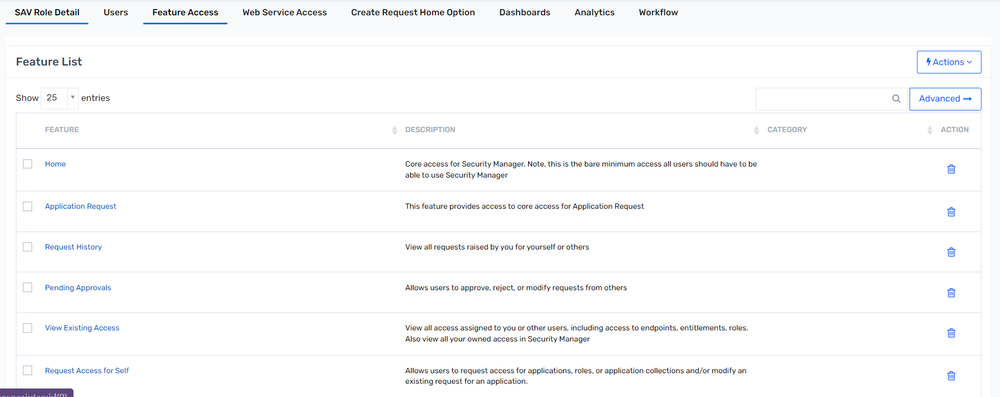 SAV Role Detail Users Feature Access Web Service Access Create Request Home Option Dashboards Analytics Workflow
Feature List
Actions
Show 25 entries
Advanced
FEATURE DESCRIPTION CATEGORY ACTION
Home
Core access for Security Manager. Note, this is the bare minimum access all users should have to be
able to use Security Manager
Application Request
This feature provides access to core access for Application Request
Request History
View all requests raised by you for yourself or others
Pending Approvals
Allows users to approve, reject, or modify requests from others
View Existing Access
View all access assigned to you or other users, including access to endpoints, entitlements, roles.
Also view all your owned access in Security Manager
Request Access for Self
Allows users to request access for applications, roles, or application collections and/or modify an
existing request for an application.